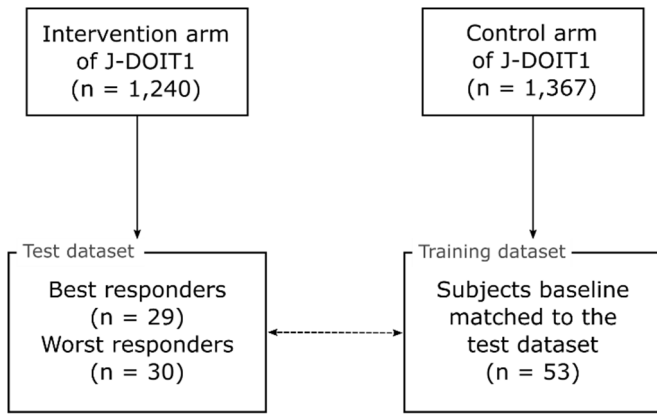 Intervention arm
of J-DOIT1
(n = 1,240)
Control arm
of J-DOIT1
(n = 1,367)
Test dataset
Best responders
(n = 29)
Worst responders
(n = 30)
Training dataset
Subjects baseline
matched to the
test dataset
(n = 53)